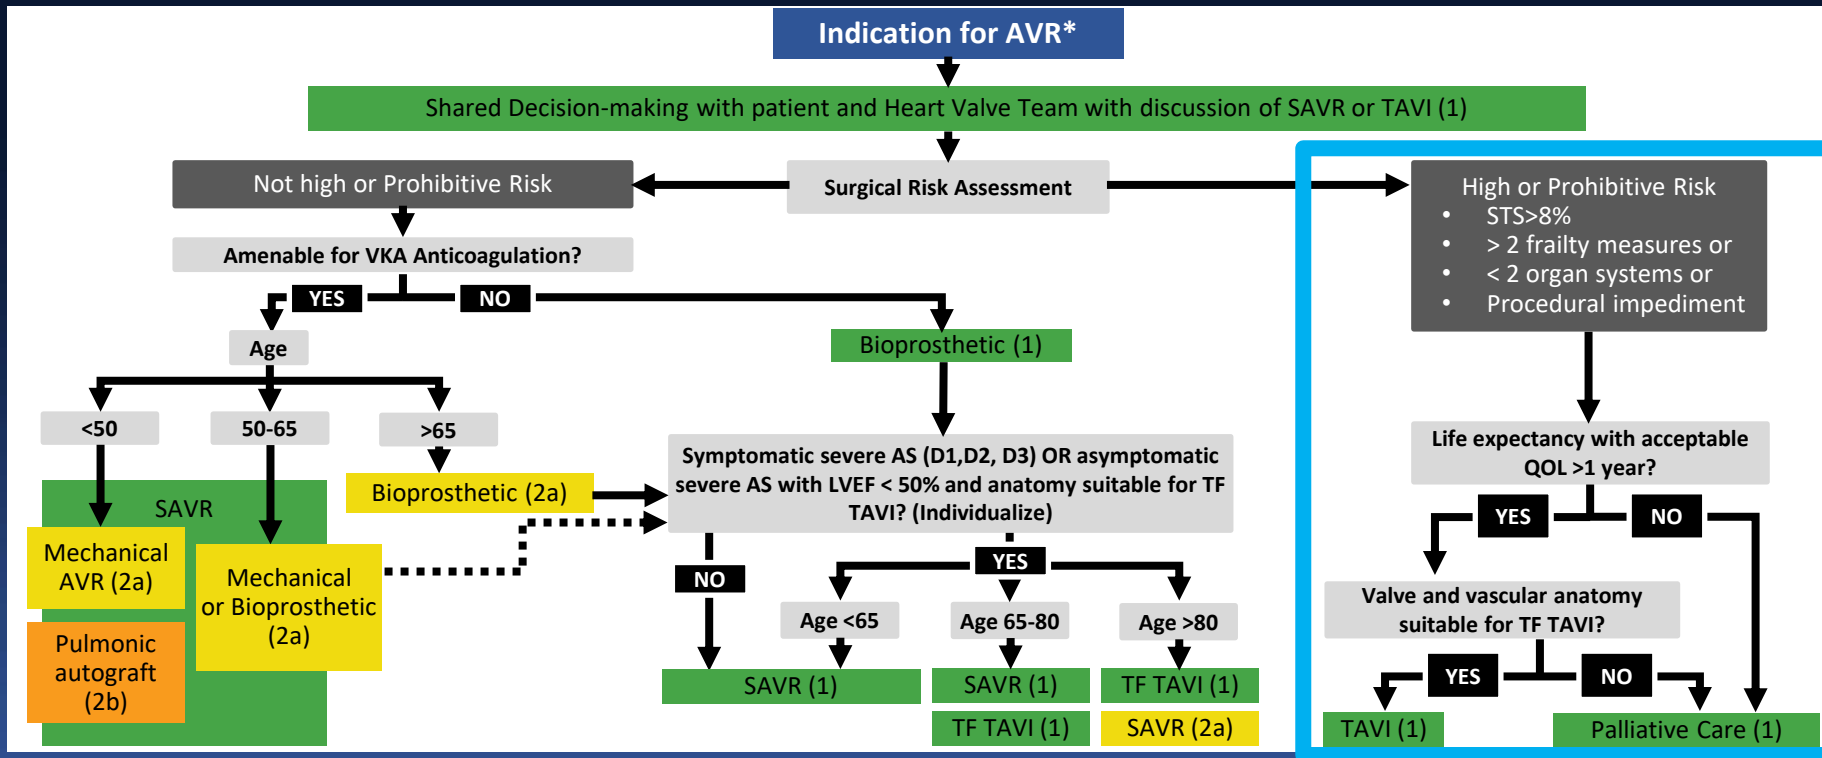 Indication for AVR*
Shared Decision-making with patient and Heart Valve Team with discussion of SAVR or TAVI (1)
Not high or Prohibitive Risk
Surgical Risk Assessment
High or Prohibitive Risk
• STS>8%
• > 2 frailty measures or
• < 2 organ systems or
• Procedural impediment
Amenable for VKA Anticoagulation?
YES
NO
Age
Bioprosthetic (1)
<50
50-65
>65
Life expectancy with acceptable
QOL >1 year?
Symptomatic severe AS (D1,D2, D3) OR asymptomatic
severe AS with LVEF < 50% and anatomy suitable for TF
TAVI? (Individualize)
Bioprosthetic (2a)
SAVR
YES
NO
Mechanical
AVR (2a)
Mechanical
or Bioprosthetic
(2a)
Pulmonic
autograft
(2b)
NO
YES
Age <65
Age 65-80
Age >80
Valve and vascular anatomy
suitable for TF TAVI?
YES
NO
SAVR (1)
SAVR (1)
TF TAVI (1)
TF TAVI (1)
SAVR (2a)
TAVI (1)
Palliative Care (1)